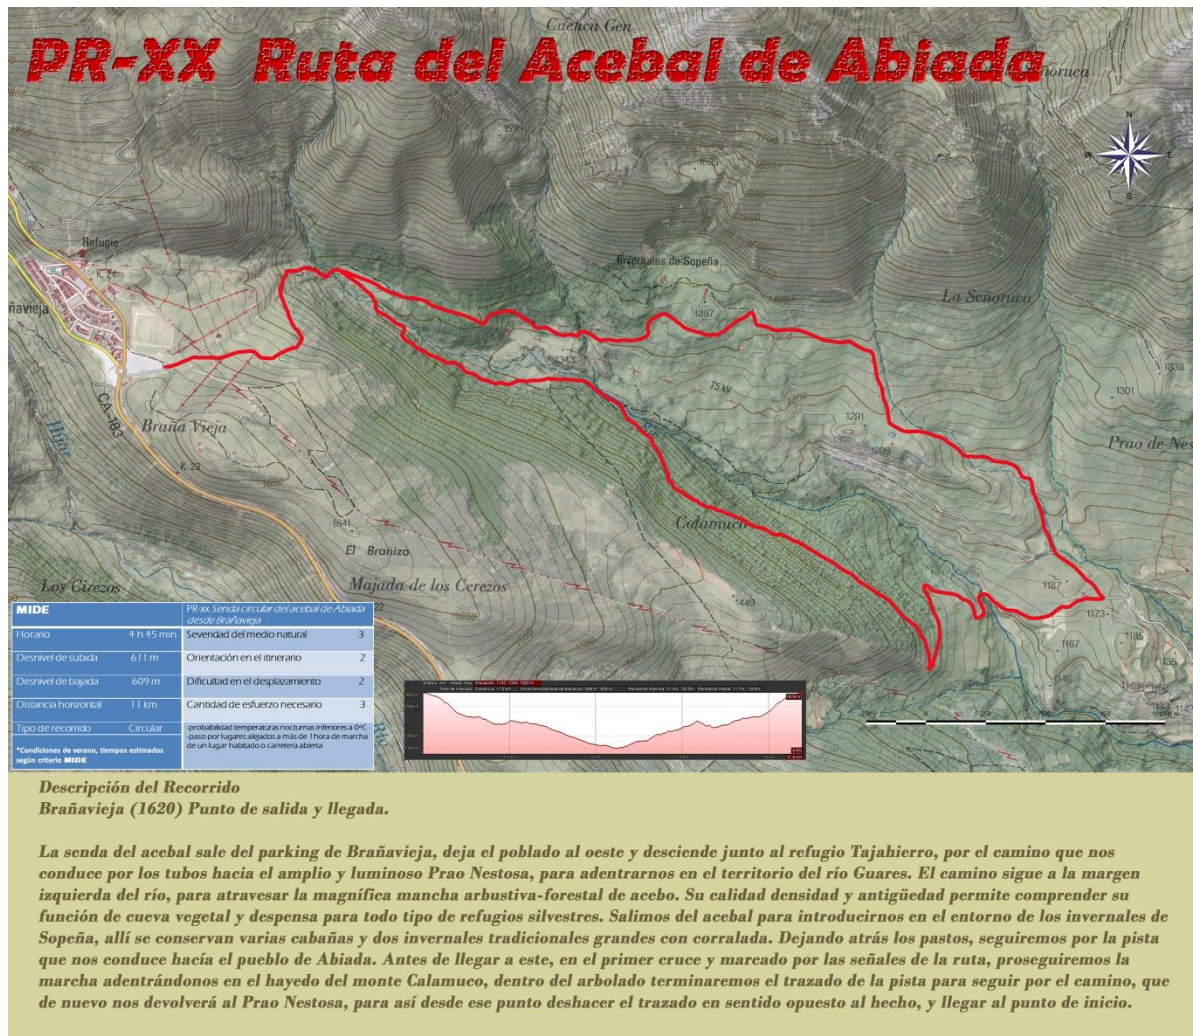 Cuenca Gen
PR-XX Ruta del Acebal de Abiada
Señoruca
N
W E
S
Refugio
K. 24
Invernales de Sopeña
La Señoruca
1397
1343
1338
1301
75 kV
1291
1301
1299
Prao de Nes
CA-183
Híjar
Braña Vieja
K. 23
1650
1641
El Bronizo
Calamuco
Los Cirezos
Majada de los Cerezos
1449
1187
1173
1167
1185
1146
MIDE
PR-xx Senda circular del acebal de Abiada
desde Brañavieja
Horario 4 h 45 min Severidad del medio natural 3
Desnivel de subida 611 m Orientación en el itinerario 2
Desnivel de bajada 609 m Dificultad en el desplazamiento 2
Distancia horizontal 11 km Cantidad de esfuerzo necesario 3
Tipo de recorrido Circular
-probabilidad temperaturas nocturnas inferiores a 0ºC
-paso por lugares alejados a más de 1 hora de marcha
de un lugar habitado o carretera abierta
*Condiciones de verano, tiempos estimados
según criterio MIDE
Descripción del Recorrido
Brañavieja (1620) Punto de salida y llegada.
La senda del acebal sale del parking de Brañavieja, deja el poblado al oeste y desciende junto al refugio Tajahierro, por el camino que nos
conduce por los tubos hacia el amplio y luminoso Prao Nestosa, para adentrarnos en el territorio del río Guares. El camino sigue a la margen
izquierda del río, para atravesar la magnífica mancha arbustiva-forestal de acebo. Su calidad densidad y antigüedad permite comprender su
función de cueva vegetal y despensa para todo tipo de refugios silvestres. Salimos del acebal para introducirnos en el entorno de los invernales de
Sopeña, allí se conservan varias cabañas y dos invernales tradicionales grandes con corralada. Dejando atrás los pastos, seguiremos por la pista
que nos conduce hacía el pueblo de Abiada. Antes de llegar a este, en el primer cruce y marcado por las señales de la ruta, proseguiremos la
marcha adentrándonos en el hayedo del monte Calamuco, dentro del arbolado terminaremos el trazado de la pista para seguir por el camino, que
de nuevo nos devolverá al Prao Nestosa, para así desde ese punto deshacer el trazado en sentido opuesto al hecho, y llegar al punto de inicio.